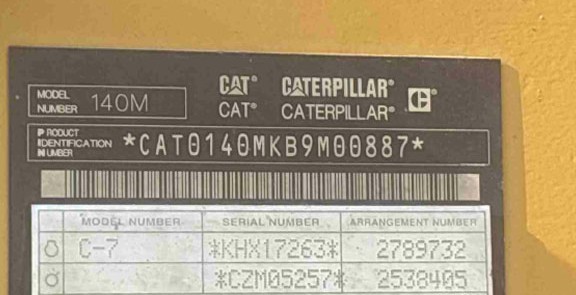 CAT® CATERPILLAR®
MODEL NUMBER 140M
CAT® CATERPILLAR®
PRODUCT IDENTIFICATION NUMBER *CAT0140MKB9M00887*
MODEL NUMBER SERIAL NUMBER ARRANGEMENT NUMBER
C-7 *KHX17263* 2789732
*CZM05257* 2538405